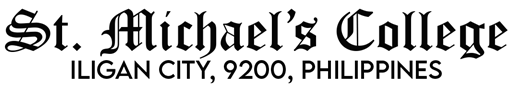 St. Michael's College
ILIGAN CITY, 9200, PHILIPPINES